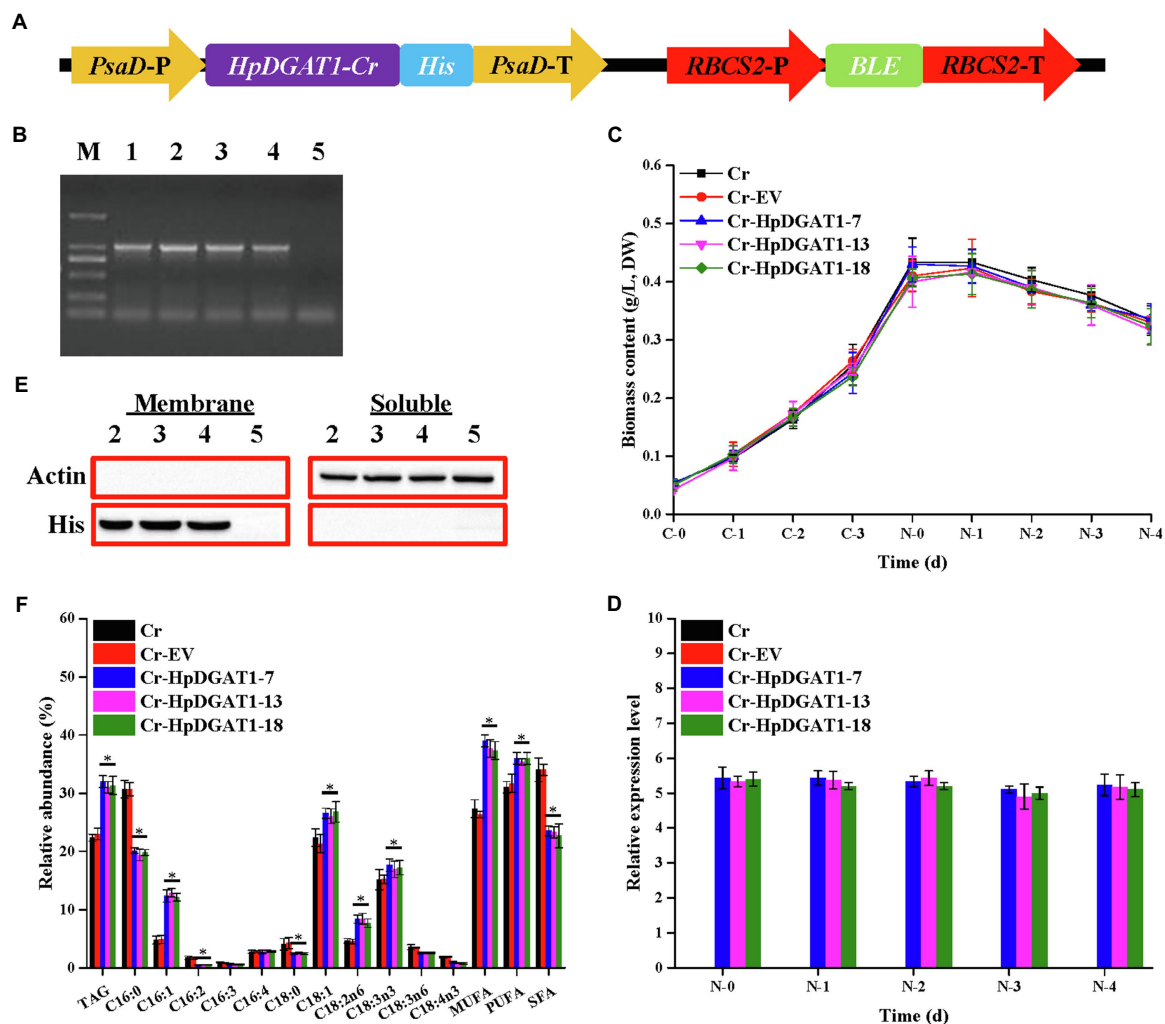 A
PsaD-P HpDGAT1-Cr His PsaD-T RBCS2-P BLE RBCS2-T
B
M 1 2 3 4 5
C
Biomass content (g/L, DW)
0.6
0.5
0.4
0.3
0.2
0.1
0.0
Cr
Cr-EV
Cr-HpDGAT1-7
Cr-HpDGAT1-13
Cr-HpDGAT1-18
C-0 C-1 C-2 C-3 N-0 N-1 N-2 N-3 N-4
Time (d)
E
Membrane Soluble
2 3 4 5 2 3 4 5
Actin
His
F
Relative abundance (%)
60
50
40
30
20
10
0
Cr
Cr-EV
Cr-HpDGAT1-7
Cr-HpDGAT1-13
Cr-HpDGAT1-18
* * * * * * * * * * *
TAG C16:0 C16:1 C16:2 C16:3 C16:4 C18:0 C18:1 C18:2n6 C18:3n3 C18:3n6 C18:4n3 MUFA PUFA SFA
D
Relative expression level
10
9
8
7
6
5
4
3
2
1
0
Cr
Cr-EV
Cr-HpDGAT1-7
Cr-HpDGAT1-13
Cr-HpDGAT1-18
N-0 N-1 N-2 N-3 N-4
Time (d)